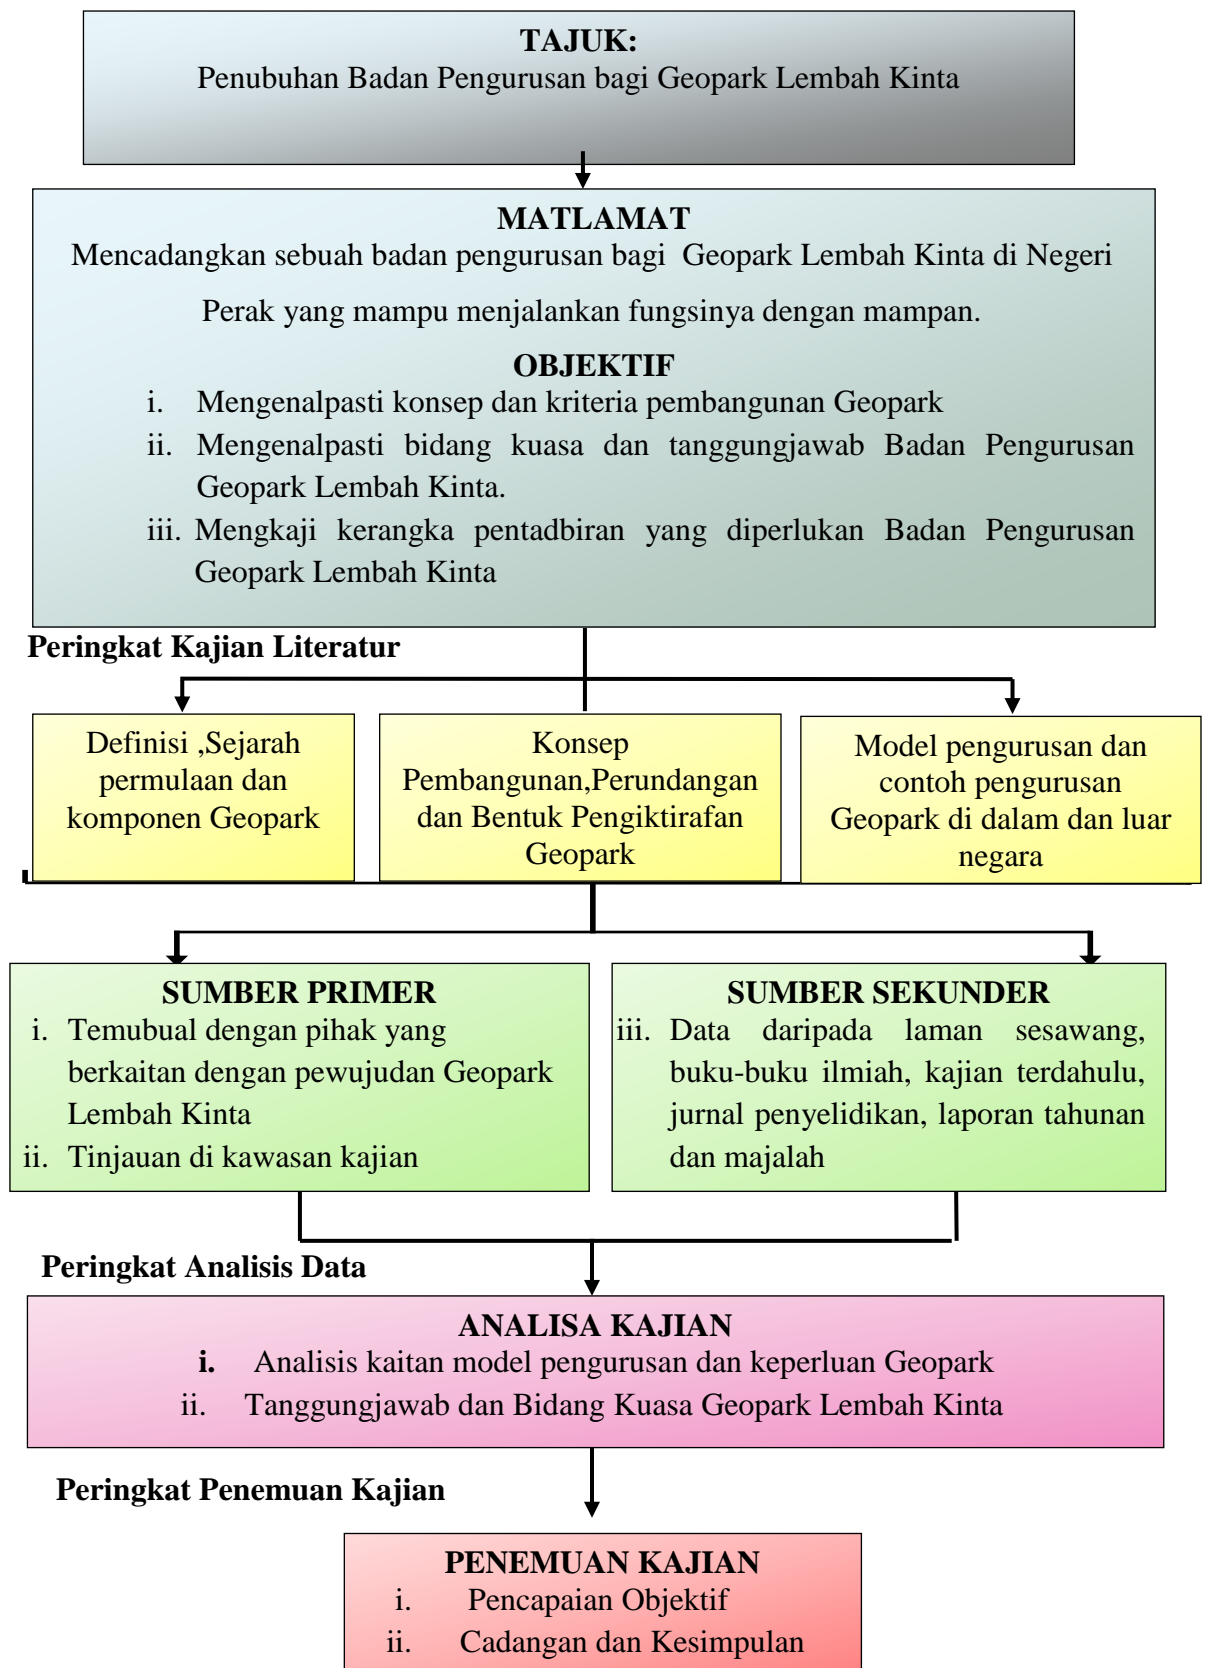 TAJUK:
Penubuhan Badan Pengurusan bagi Geopark Lembah Kinta
MATLAMAT
Mencadangkan sebuah badan pengurusan bagi Geopark Lembah Kinta di Negeri
Perak yang mampu menjalankan fungsinya dengan mampan.
OBJEKTIF
i. Mengenalpasti konsep dan kriteria pembangunan Geopark
ii. Mengenalpasti bidang kuasa dan tanggungjawab Badan Pengurusan
Geopark Lembah Kinta.
iii. Mengkaji kerangka pentadbiran yang diperlukan Badan Pengurusan
Geopark Lembah Kinta
Peringkat Kajian Literatur
Definisi ,Sejarah
permulaan dan
komponen Geopark
Konsep
Pembangunan,Perundangan
dan Bentuk Pengiktirafan
Geopark
Model pengurusan dan
contoh pengurusan
Geopark di dalam dan luar
negara
SUMBER PRIMER
i. Temubual dengan pihak yang
berkaitan dengan pewujudan Geopark
Lembah Kinta
ii. Tinjauan di kawasan kajian
SUMBER SEKUNDER
iii. Data daripada laman sesawang,
buku-buku ilmiah, kajian terdahulu,
jurnal penyelidikan, laporan tahunan
dan majalah
Peringkat Analisis Data
ANALISA KAJIAN
i. Analisis kaitan model pengurusan dan keperluan Geopark
ii. Tanggungjawab dan Bidang Kuasa Geopark Lembah Kinta
Peringkat Penemuan Kajian
PENEMUAN KAJIAN
i. Pencapaian Objektif
ii. Cadangan dan Kesimpulan